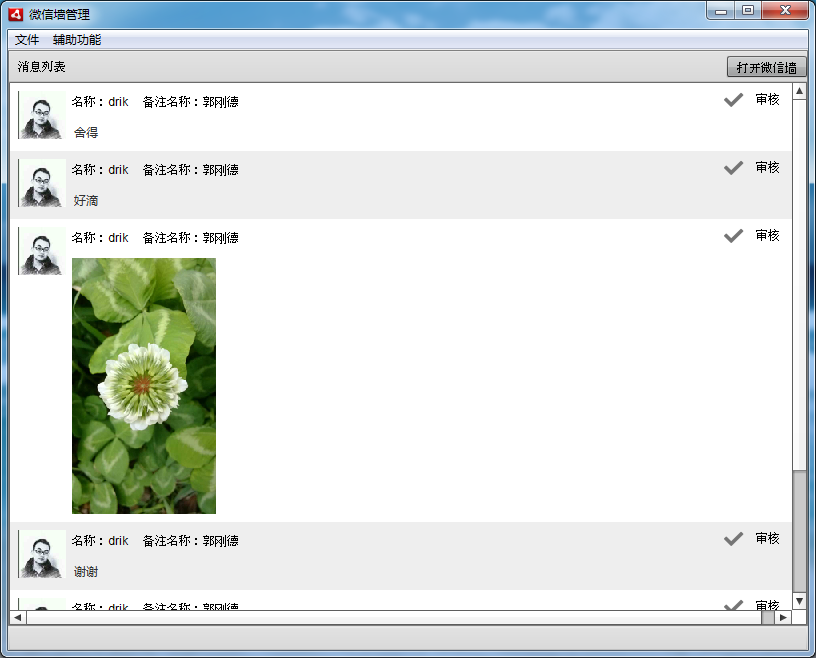 微信墙管理
文件 辅助功能
消息列表 打开微信墙
名称：drik 备注名称：郭刚德 审核
舍得
名称：drik 备注名称：郭刚德 审核
好滴
名称：drik 备注名称：郭刚德 审核
名称：drik 备注名称：郭刚德 审核
谢谢
名称：drik 备注名称：郭刚德 审核